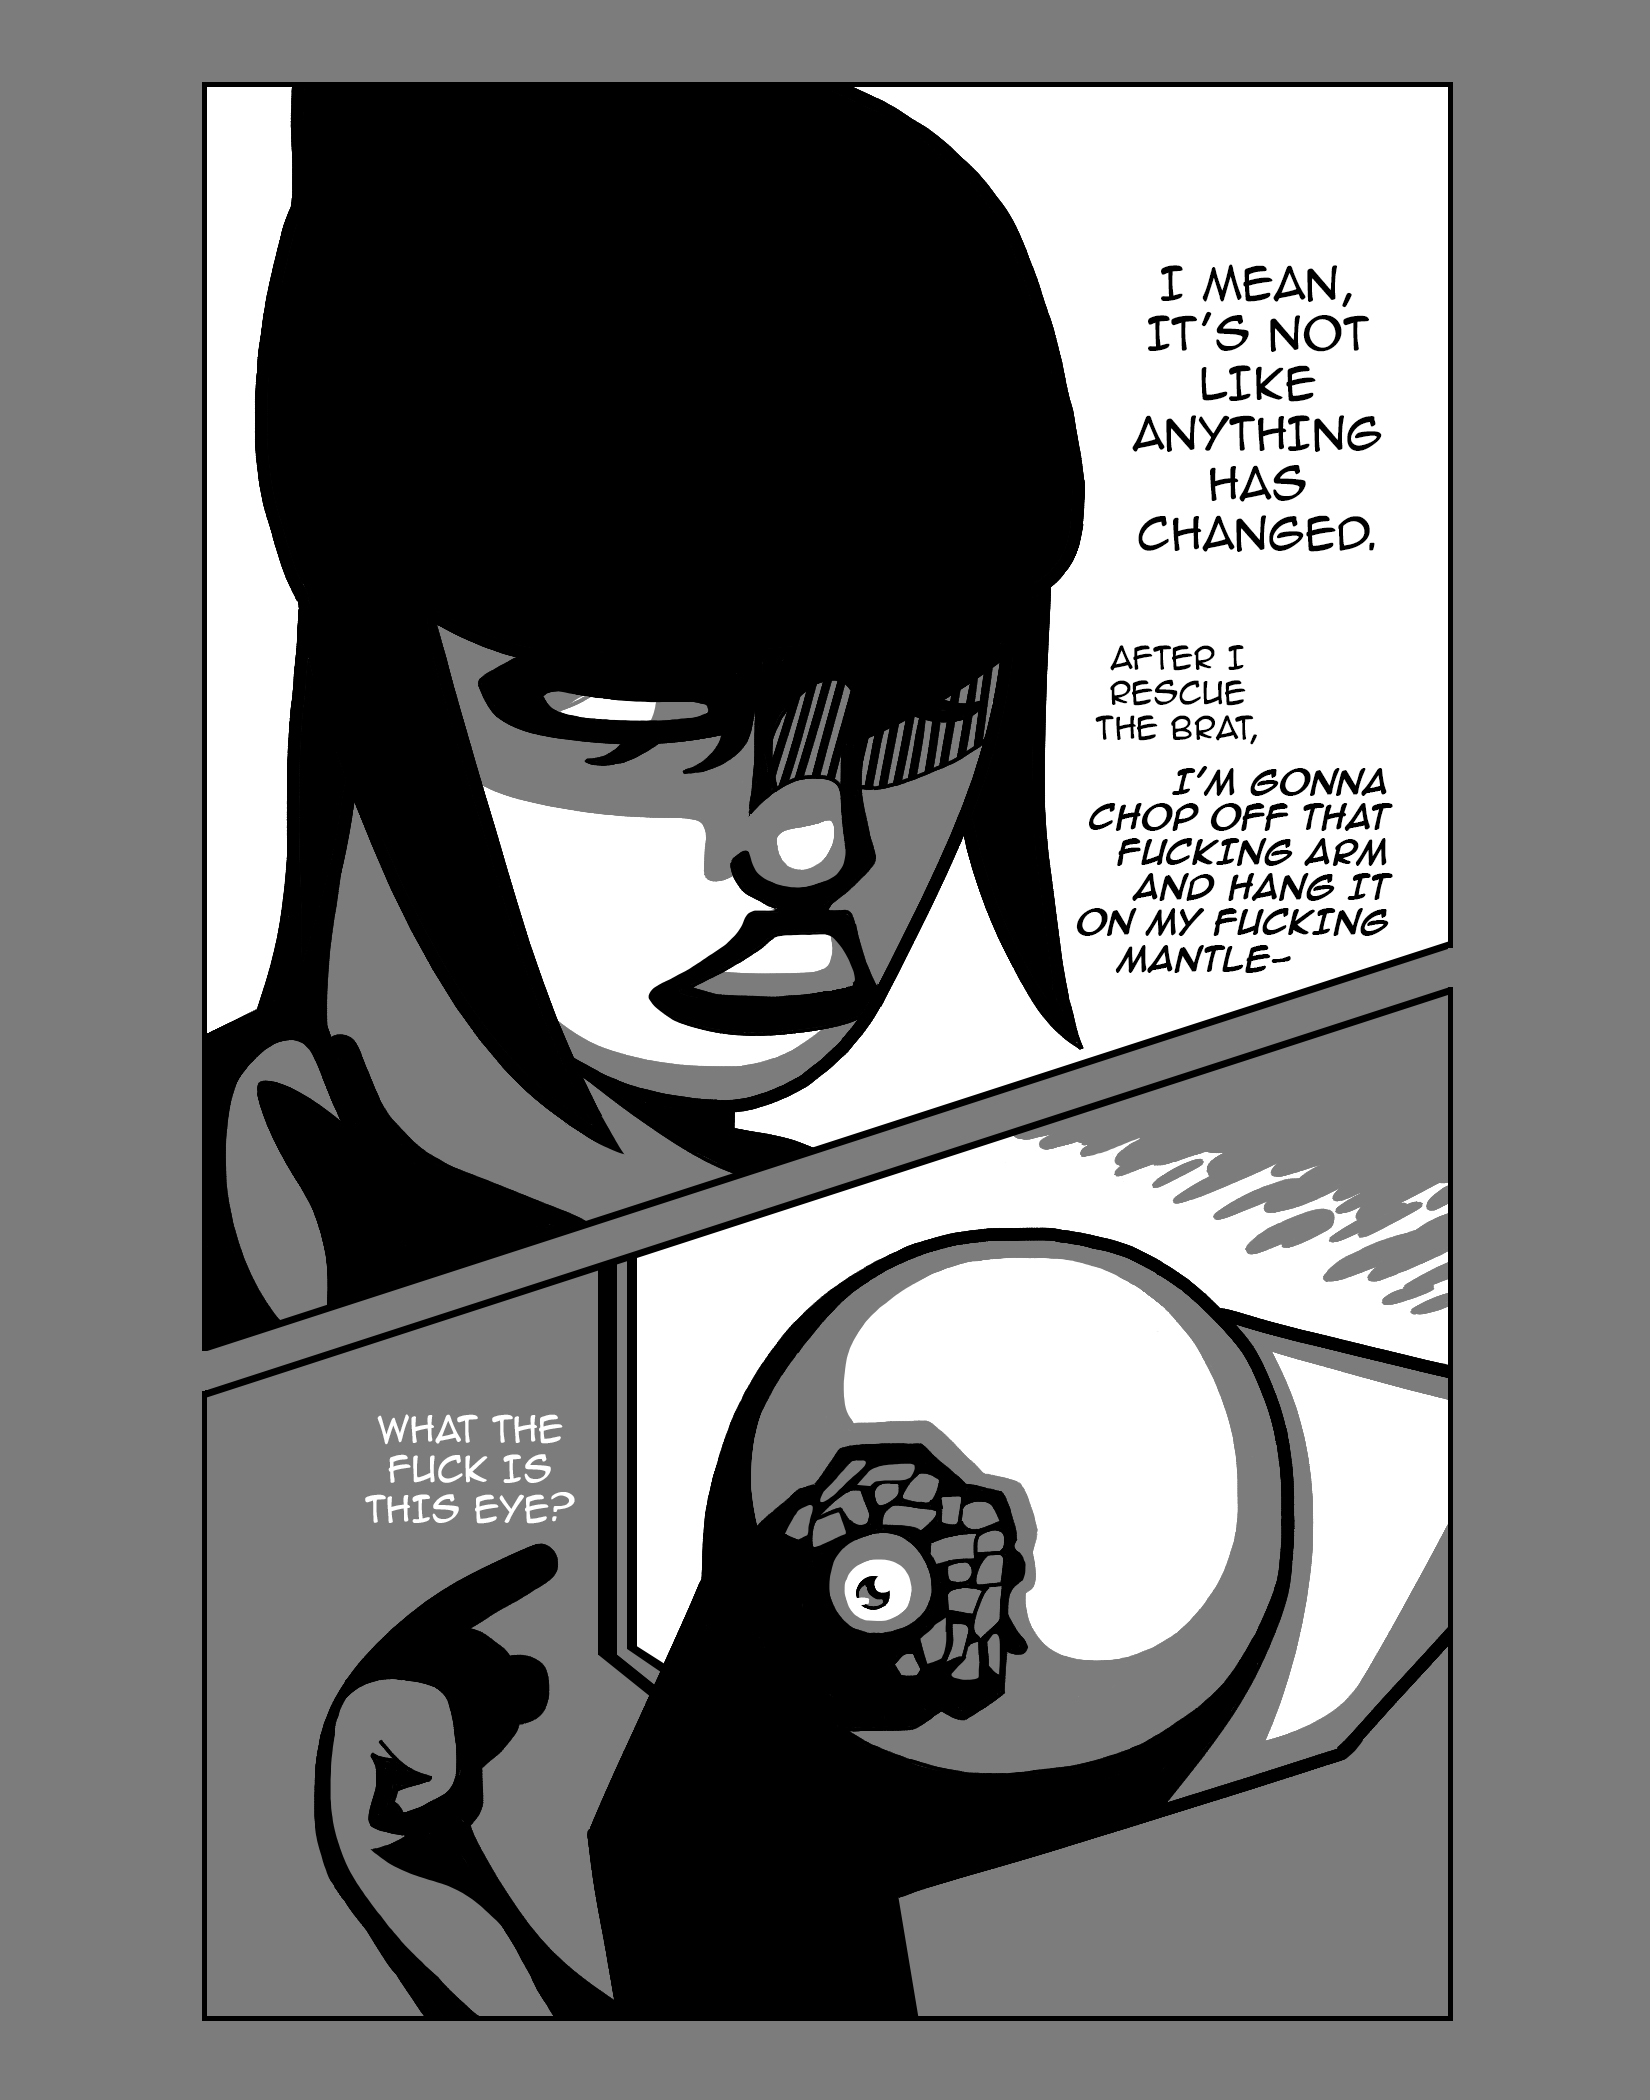 I MEAN,
IT'S NOT
LIKE
ANYTHING
HAS
CHANGED.
AFTER I
RESCUE
THE BRAT,
I'M GONNA
CHOP OFF THAT
FUCKING ARM
AND HANG IT
ON MY FUCKING
MANTLE-
WHAT THE
FUCK IS
THIS EYE?